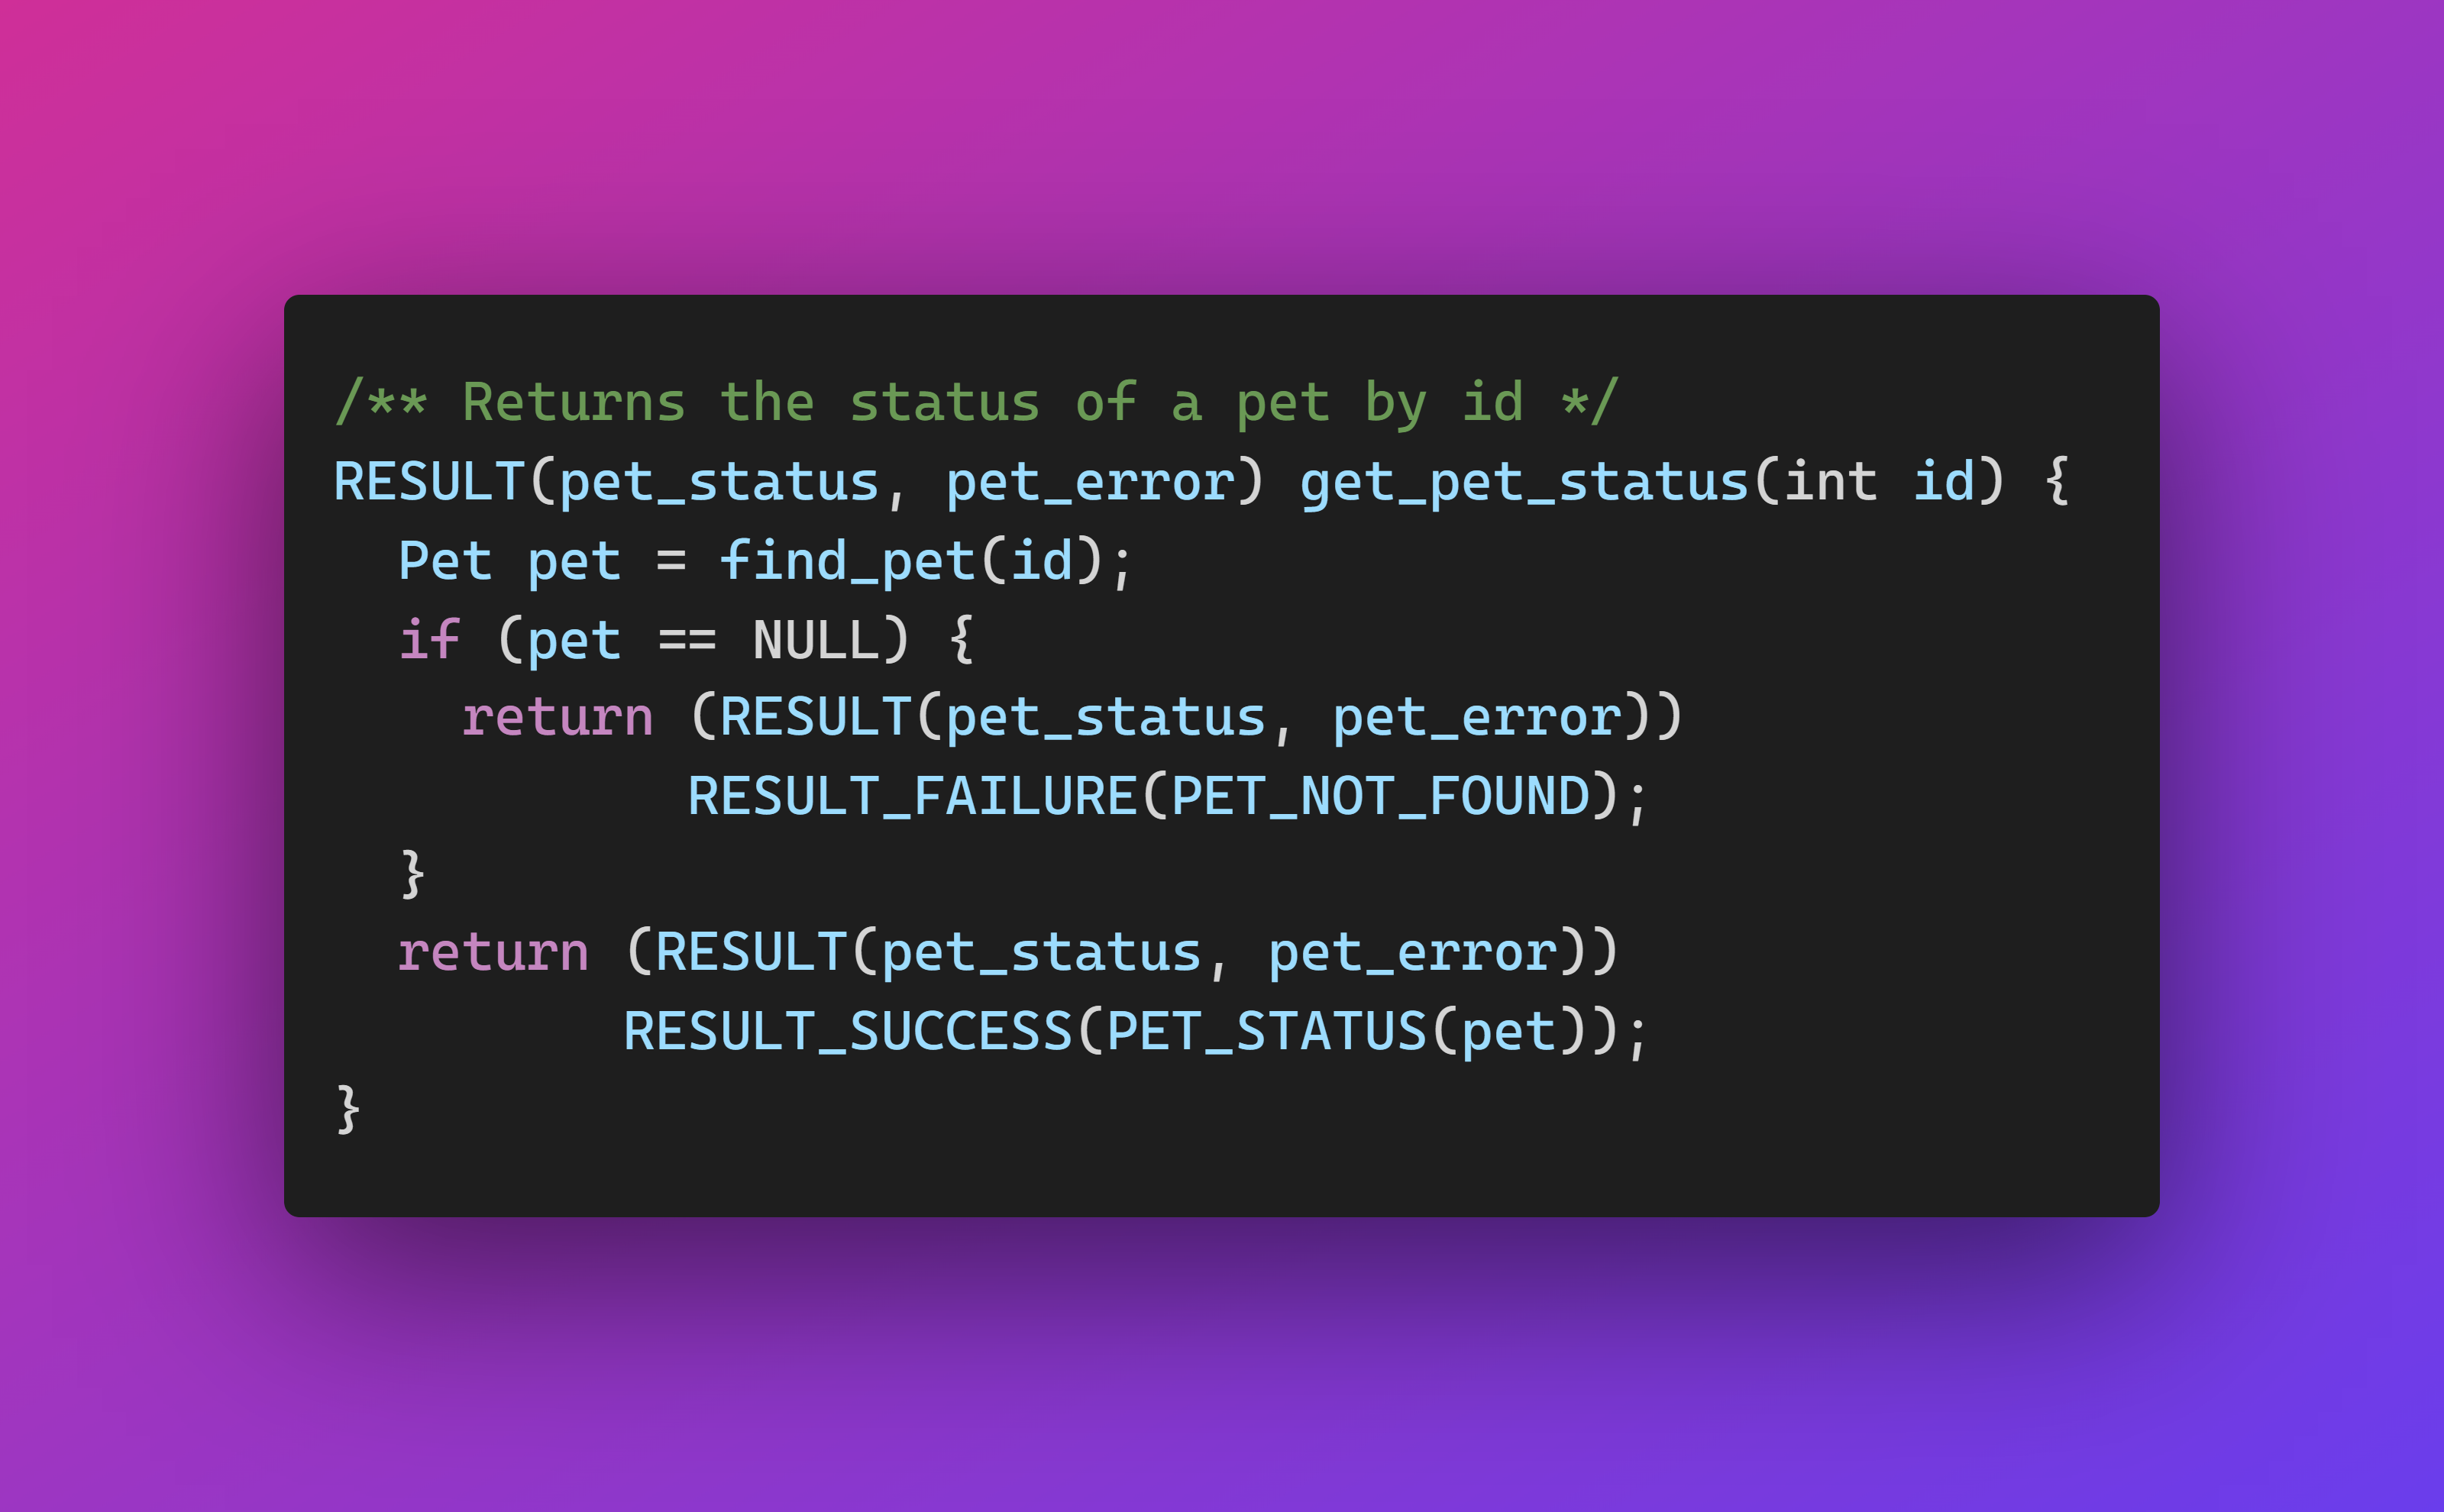 /** Returns the status of a pet by id */
RESULT(pet_status, pet_error) get_pet_status(int id) {
  Pet pet = find_pet(id);
  if (pet == NULL) {
    return (RESULT(pet_status, pet_error))
           RESULT_FAILURE(PET_NOT_FOUND);
  }
  return (RESULT(pet_status, pet_error))
         RESULT_SUCCESS(PET_STATUS(pet));
}